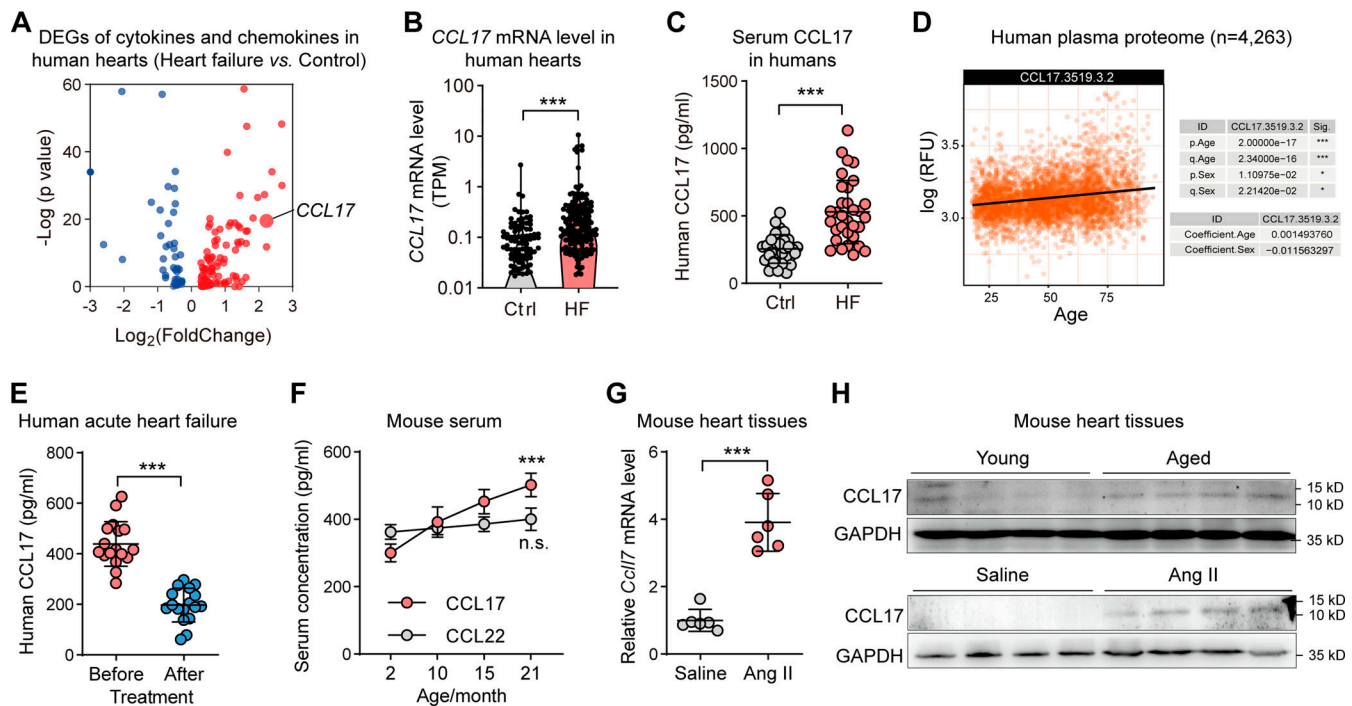 A
DEGs of cytokines and chemokines in
human hearts (Heart failure vs. Control)
60
40
20
0
-Log (p value)
CCL17
-3
-2
-1
0
1
2
3
Log2(FoldChange)
B
CCL17 mRNA level in
human hearts
***
100
10
1
0.1
0.01
CCL17 mRNA level
(TPM)
Ctrl
HF
C
Serum CCL17
in humans
***
1500
1000
500
0
Human CCL17 (pg/ml)
Ctrl
HF
D
Human plasma proteome (n=4,263)
CCL17.3519.3.2
3.5
3.0
log (RFU)
25
50
75
Age
ID CCL17.3519.3.2 Sig.
p.Age 2.00000e−17 ***
q.Age 2.34000e−16 ***
p.Sex 1.10975e−02 *
q.Sex 2.21420e−02 *
ID CCL17.3519.3.2
Coefficient.Age 0.001493760
Coefficient.Sex −0.011563297
E
Human acute heart failure
***
800
600
400
200
0
Human CCL17 (pg/ml)
Before
After
Treatment
F
Mouse serum
***
n.s.
600
400
200
0
Serum concentration (pg/ml)
CCL17
CCL22
2
10
15
21
Age/month
G
Mouse heart tissues
***
6
4
2
0
Relative Ccl17 mRNA level
Saline
Ang II
H
Mouse heart tissues
Young
Aged
CCL17
15 kD
10 kD
GAPDH
35 kD
Saline
Ang II
CCL17
15 kD
10 kD
GAPDH
35 kD